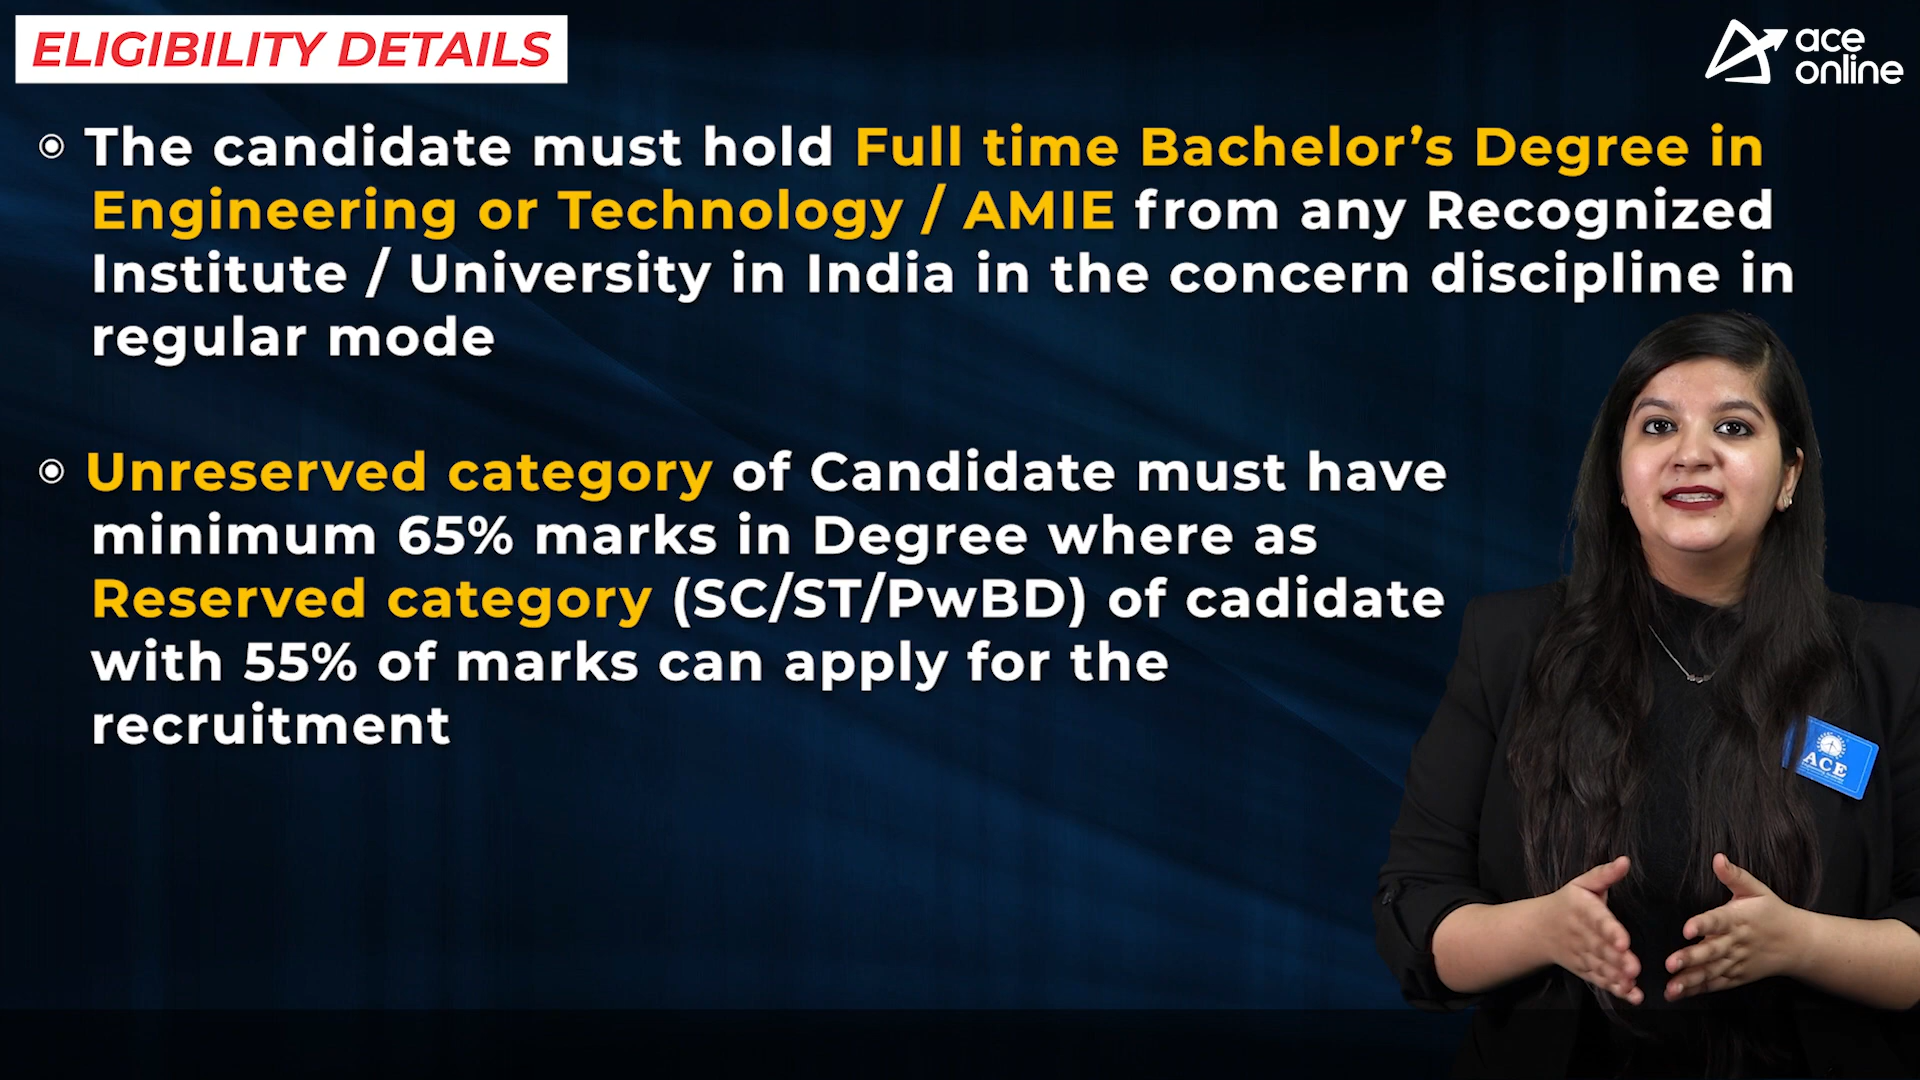 ELIGIBILITY DETAILS
ace
online
The candidate must hold Full time Bachelor’s Degree in
Engineering or Technology / AMIE from any Recognized
Institute / University in India in the concern discipline in
regular mode
Unreserved category of Candidate must have
minimum 65% marks in Degree where as
Reserved category (SC/ST/PwBD) of cadidate
with 55% of marks can apply for the
recruitment
ACE